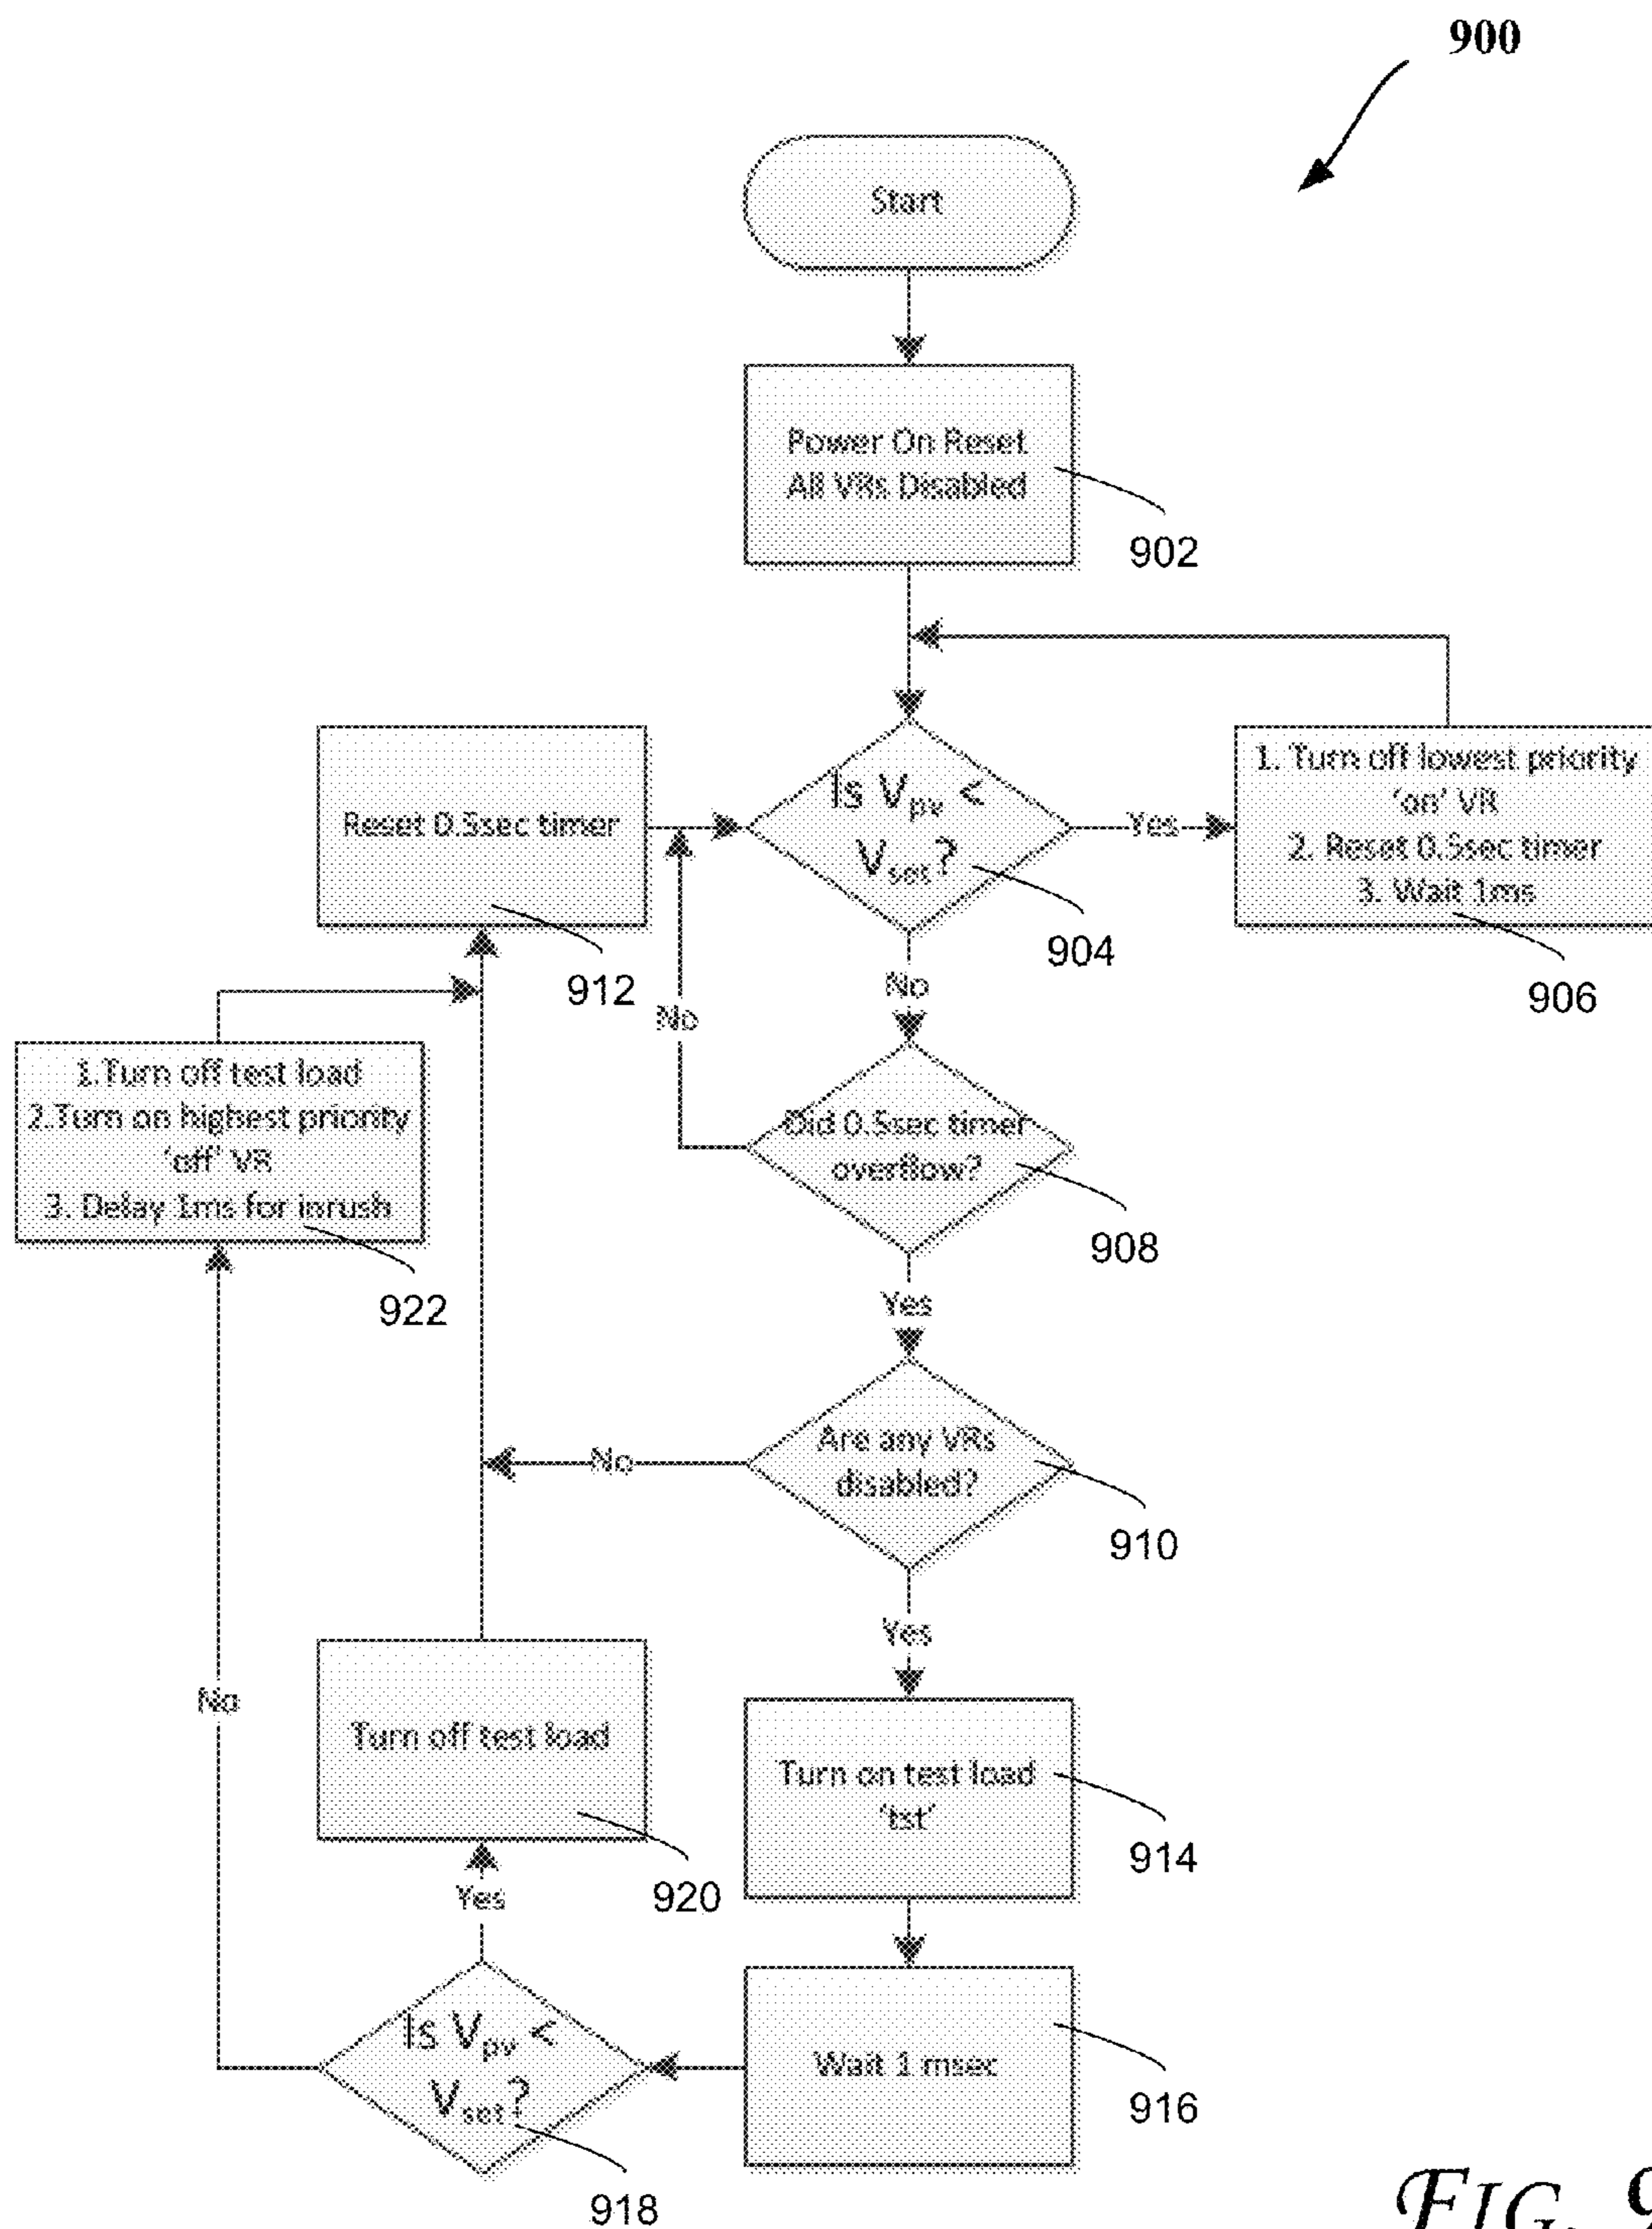 900
Start
Power On Reset
All VRs Disabled
902
Is Vpv <
Vset?
904
Yes
1. Turn off lowest priority
'on' VR
2. Reset 0.5sec timer
3. Wait 1ms
906
Reset 0.5sec timer
912
No
No
Did 0.5sec timer
overflow?
908
1.Turn off test load
2.Turn on highest priority
'off' VR
3. Delay 1ms for inrush
922
Yes
Are any VRs
disabled?
910
No
Yes
No
Turn off test load
920
Turn on test load
'tst'
914
Yes
Is Vpv <
Vset?
918
Wait 1 msec
916
FIG. 9